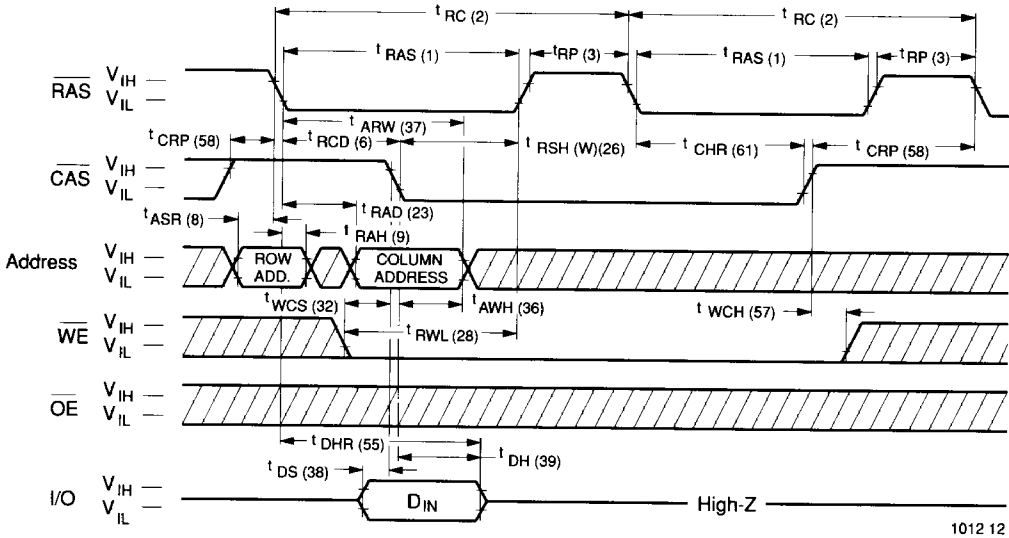 t RC (2) t RC (2)
t RAS (1) t RP (3) t RAS (1) t RP (3)
RAS V IH
V IL
t ARW (37)
t CRP (58) t RCD (6) t RSH (W)(26) t CHR (61) t CRP (58)
CAS V IH
V IL
t ASR (8) t RAD (23)
t RAH (9)
Address V IH ROW ADD. COLUMN ADDRESS
V IL
t WCS (32) t AWH (36) t WCH (57)
t RWL (28)
WE V IH
V IL
OE V IH
V IL
t DHR (55)
t DH (39)
t DS (38)
I/O V IH D IN High-Z
V IL
1012 12